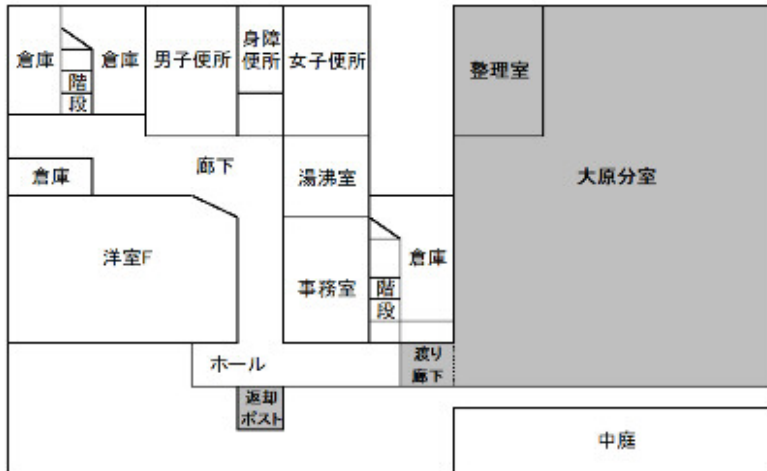 倉庫
階
段
倉庫
男子便所
身障
便所
女子便所
整理室
倉庫
廊下
湯沸室
大原分室
洋室F
事務室
階
段
倉庫
ホール
渡り
廊下
返却
ポスト
中庭